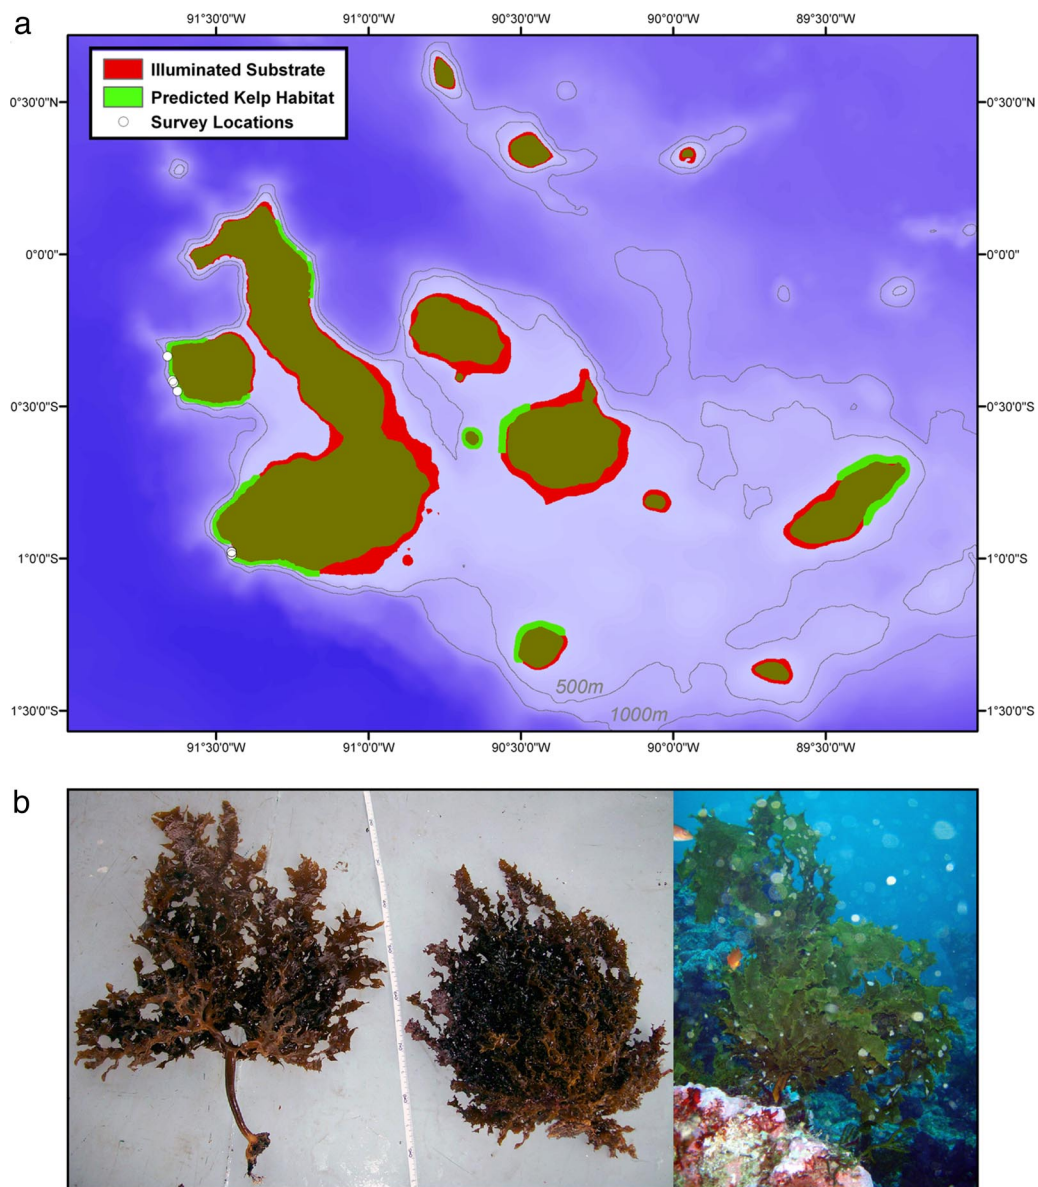 a
91°30'0"W 91°0'0"W 90°30'0"W 90°0'0"W 89°30'0"W
Illuminated Substrate
Predicted Kelp Habitat
Survey Locations
0°30'0"N 0°30'0"N
0°0'0" 0°0'0"
0°30'0"S 0°30'0"S
1°0'0"S 1°0'0"S
500m
1000m
1°30'0"S 1°30'0"S
91°30'0"W 91°0'0"W 90°30'0"W 90°0'0"W 89°30'0"W
b